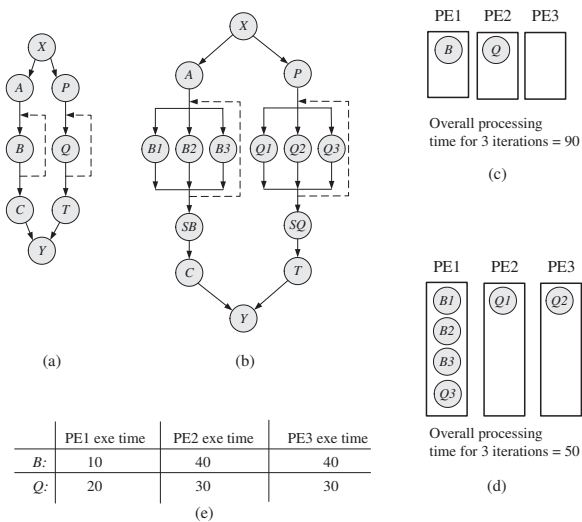 X
A P
B Q
C T
Y
(a)
X
A P
B1 B2 B3 Q1 Q2 Q3
SB SQ
C T
Y
(b)
PE1 PE2 PE3
B Q
Overall processing
time for 3 iterations = 90
(c)
PE1 PE2 PE3
B1 Q1 Q2
B2
B3
Q3
Overall processing
time for 3 iterations = 50
(d)
PE1 exe time PE2 exe time PE3 exe time
B: 10 40 40
Q: 20 30 30
(e)